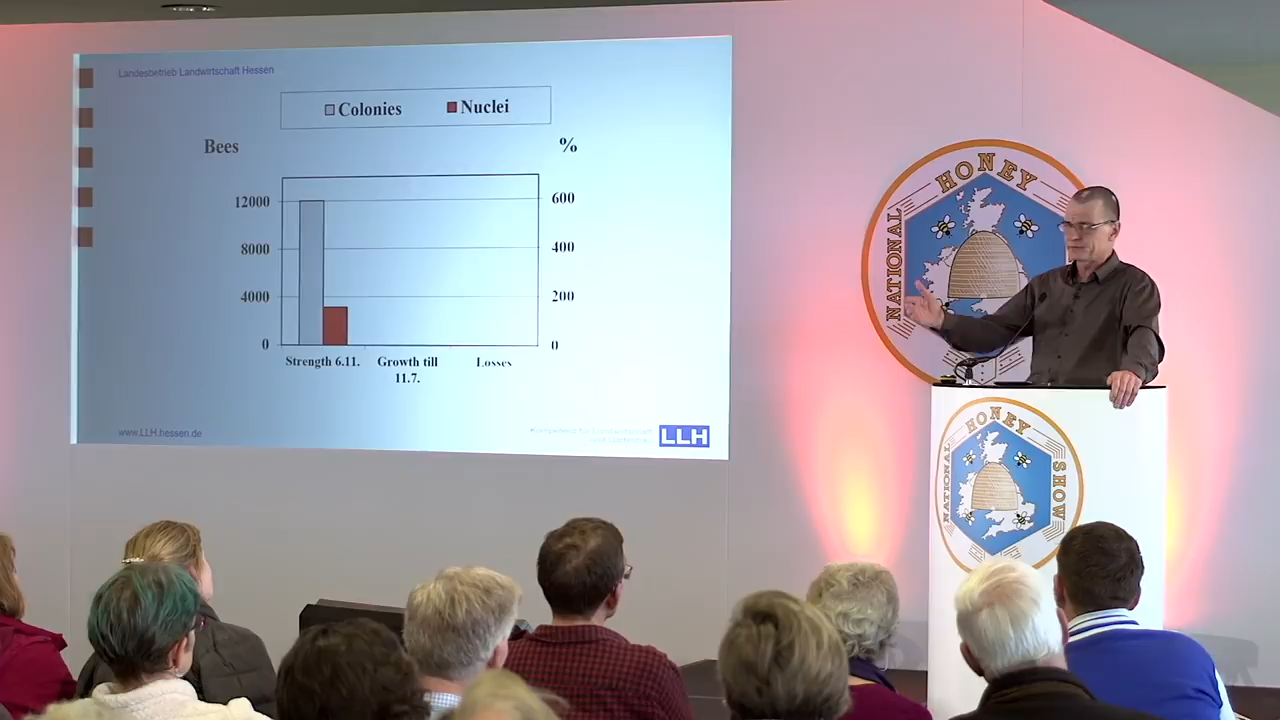 Landesbetrieb Landwirtschaft Hessen
Colonies Nuclei
Bees %
12000 600
8000 400
4000 200
0 0
Strength 6.11. Growth till 11.7. Losses
www.LLH.hessen.de
LLH
NATIONAL HONEY
NATIONAL HONEY SHOW